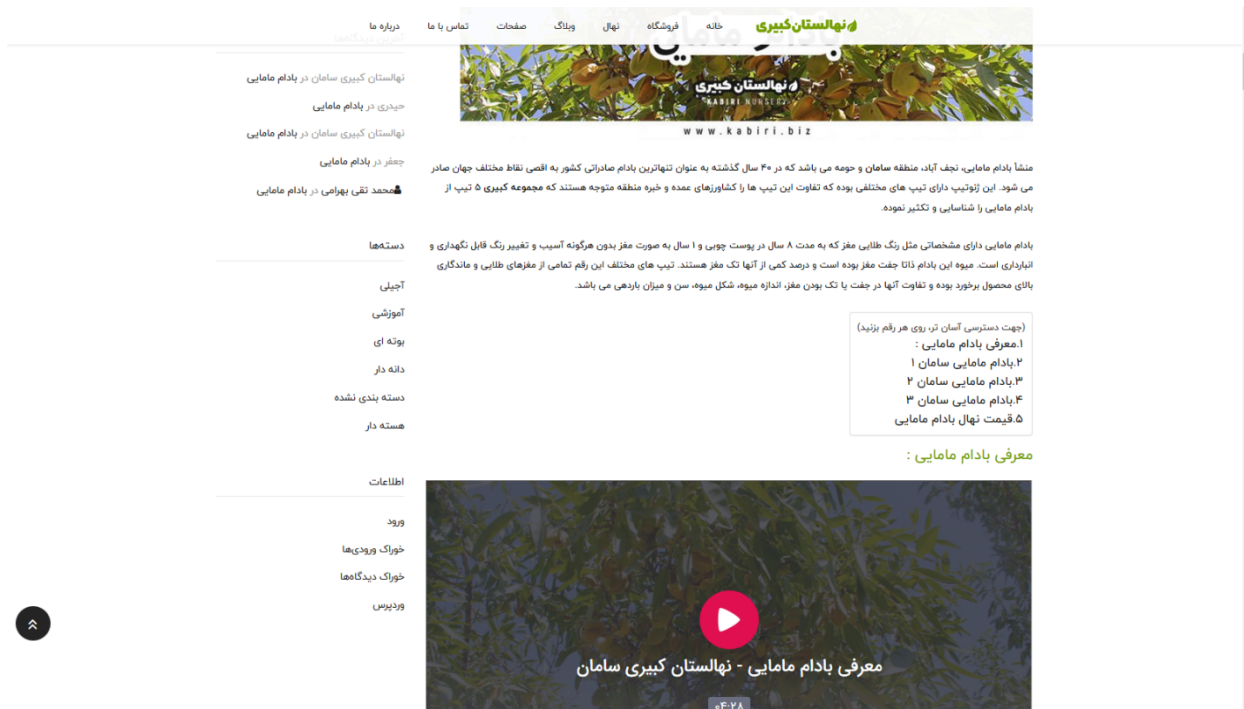 نهالستان کبیری
خانه
فروشگاه
نهال
وبلاگ
صفحات
تماس با ما
درباره ما
نهالستان کبیری
KABIRI NURSERY
www.kabiri.biz
منشأ بادام مامایی، نجف آباد، منطقه سامان و حومه می باشد که در ۴۰ سال گذشته به عنوان تنهاترین بادام صادراتی کشور به اقصی نقاط مختلف جهان صادر
می شود. این ژنوتیپ دارای تیپ های مختلفی بوده که تفاوت این تیپ ها را کشاورزهای عمده و خبره منطقه متوجه هستند که مجموعه کبیری ۵ تیپ از
بادام مامایی را شناسایی و تکثیر نموده.
بادام مامایی دارای مشخصاتی مثل رنگ طلایی مغز که به مدت ۸ سال در پوست چوبی و ۱ سال به صورت مغز بدون هرگونه آسیب و تغییر رنگ قابل نگهداری و
انبارداری است. میوه این بادام ذاتا جفت مغز بوده است و درصد کمی از آنها تک مغز هستند. تیپ های مختلف این رقم تمامی از مغزهای طلایی و ماندگاری
بالای محصول برخورد بوده و تفاوت آنها در جفت یا تک بودن مغز، اندازه میوه، شکل میوه، سن و میزان باردهی می باشد.
(جهت دسترسی آسان تر، روی هر رقم بزنید)
۱.معرفی بادام مامایی :
۲.بادام مامایی سامان ۱
۳.بادام مامایی سامان ۲
۴.بادام مامایی سامان ۳
۵.قیمت نهال بادام مامایی
معرفی بادام مامایی :
معرفی بادام مامایی - نهالستان کبیری سامان
۰۴:۲۸
نهالستان کبیری سامان در بادام مامایی
حیدری در بادام مامایی
نهالستان کبیری سامان در بادام مامایی
جعفر در بادام مامایی
محمد تقی بهرامی در بادام مامایی
دسته‌ها
آجیلی
آموزشی
بوته ای
دانه دار
دسته بندی نشده
هسته دار
اطلاعات
ورود
خوراک ورودی‌ها
خوراک دیدگاه‌ها
وردپرس